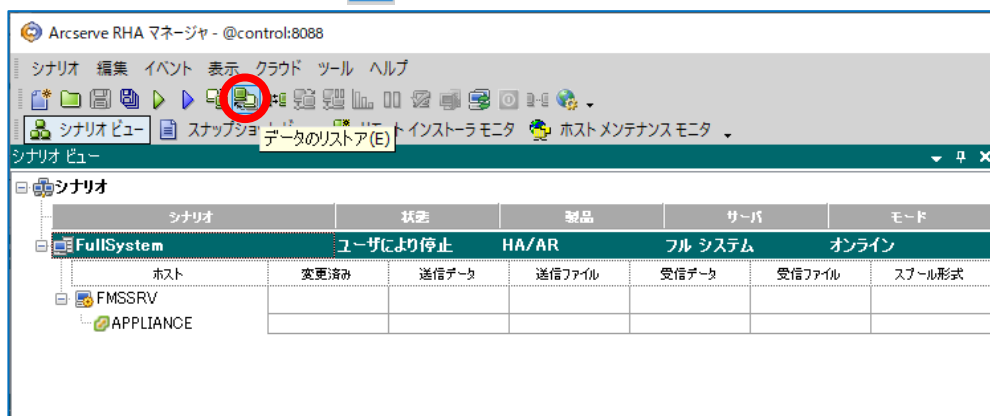 Arcserve RHA マネージャ - @control:8088
シナリオ 編集 イベント 表示 クラウド ツール ヘルプ
シナリオ ビュー スナップショ トインストーラ モニタ ホスト メンテナンス モニタ
データのリストア(E)
シナリオ ビュー
シナリオ
シナリオ 状態 製品 サーバ モード
FullSystem ユーザにより停止 HA/AR フル システム オンライン
ホスト 変更済み 送信データ 送信ファイル 受信データ 受信ファイル スプール形式
FMSSRV
APPLIANCE